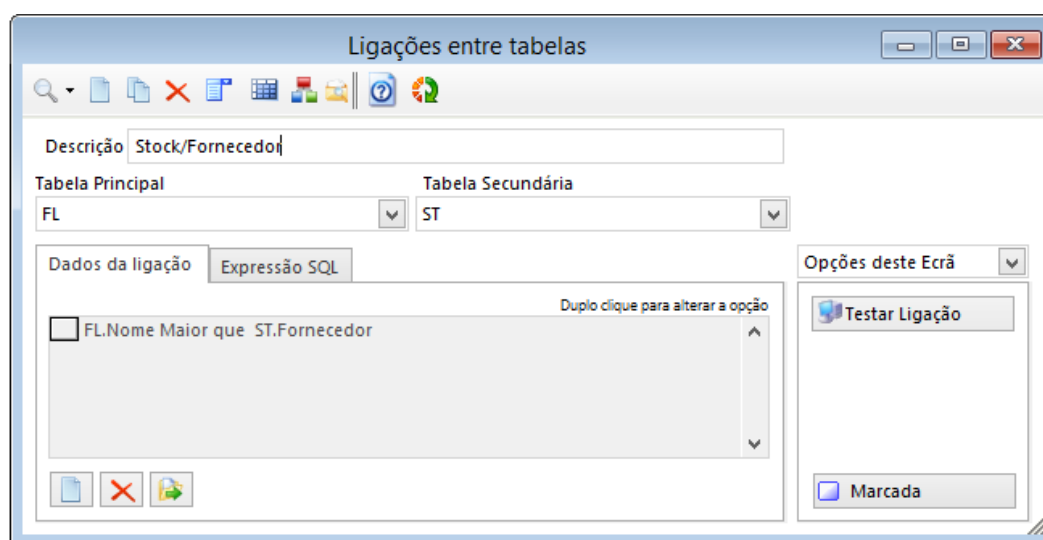 Ligações entre tabelas
Descrição Stock/Fornecedor
Tabela Principal Tabela Secundária
FL ST
Dados da ligação Expressão SQL Opções deste Ecrã
Duplo clique para alterar a opção
Testar Ligação
FL.Nome Maior que ST.Fornecedor
Marcada